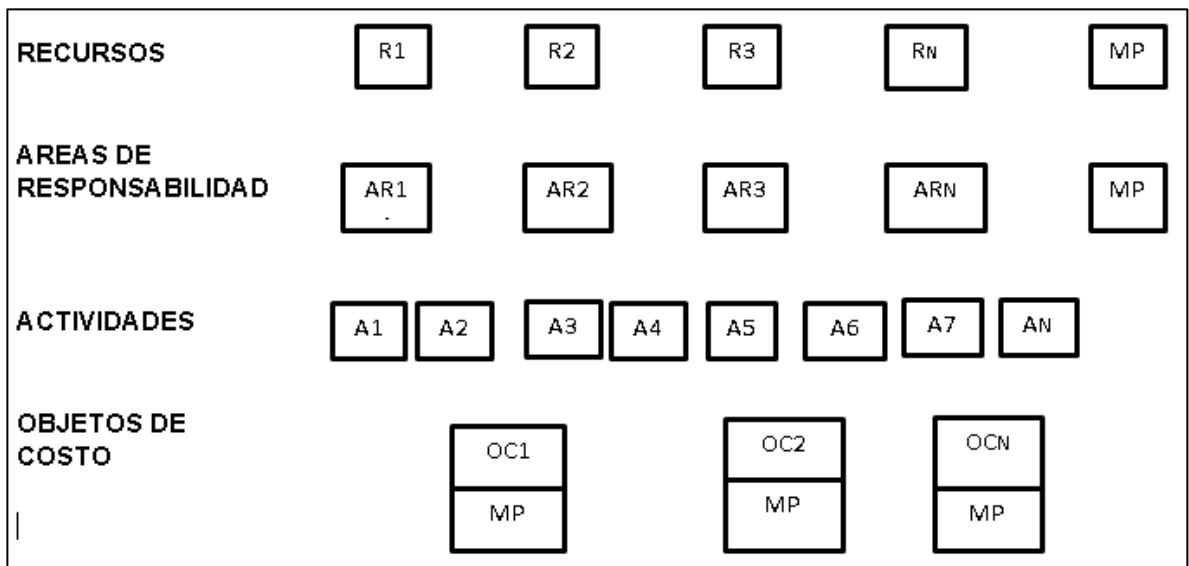 RECURSOS
R1 R2 R3 RN MP
AREAS DE
RESPONSABILIDAD
AR1 AR2 AR3 ARN MP
ACTIVIDADES
A1 A2 A3 A4 A5 A6 A7 AN
OBJETOS DE
COSTO
OC1 OC2 OCN
MP MP MP